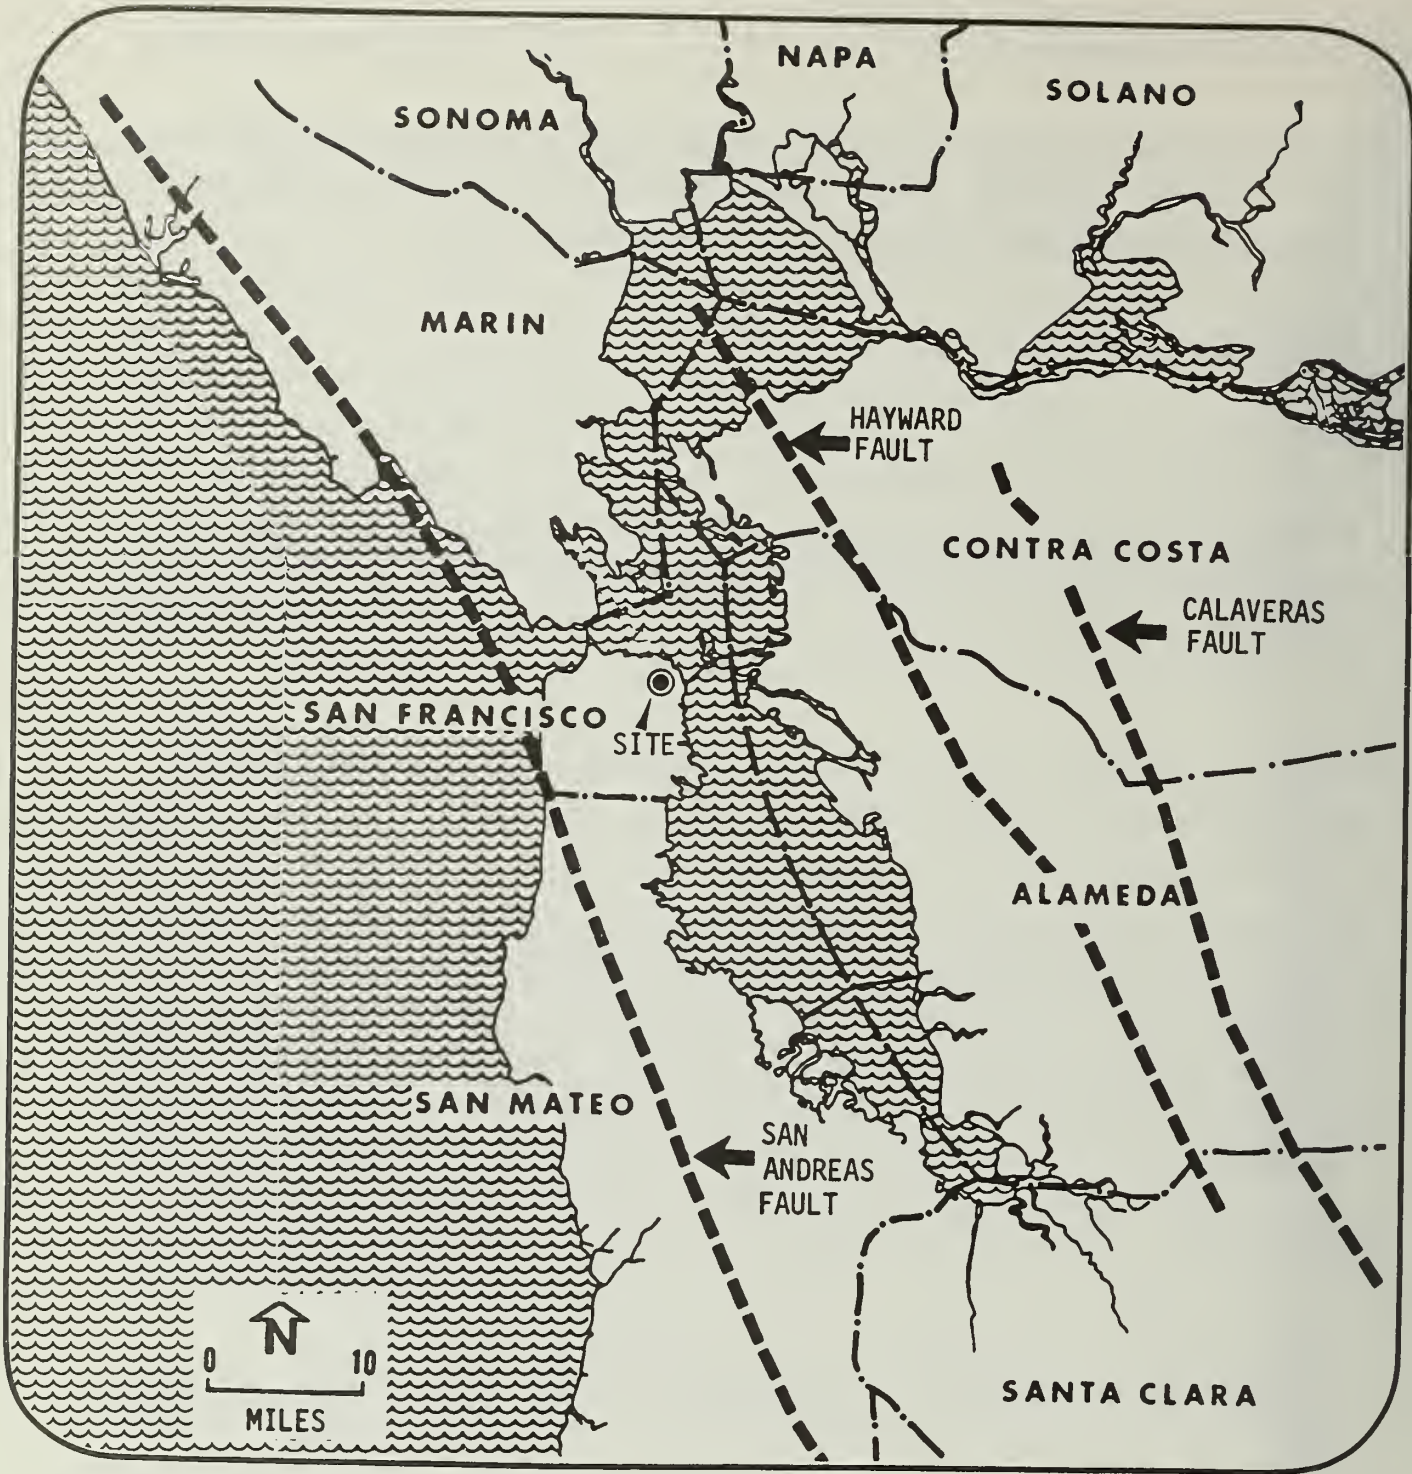 NAPA
SOLANO
SONOMA
MARIN
HAYWARD
FAULT
CONTRA COSTA
CALAVERAS
FAULT
SAN FRANCISCO
SITE
ALAMEDA
SAN MATEO
SAN
ANDREAS
FAULT
N
0 10
MILES
SANTA CLARA